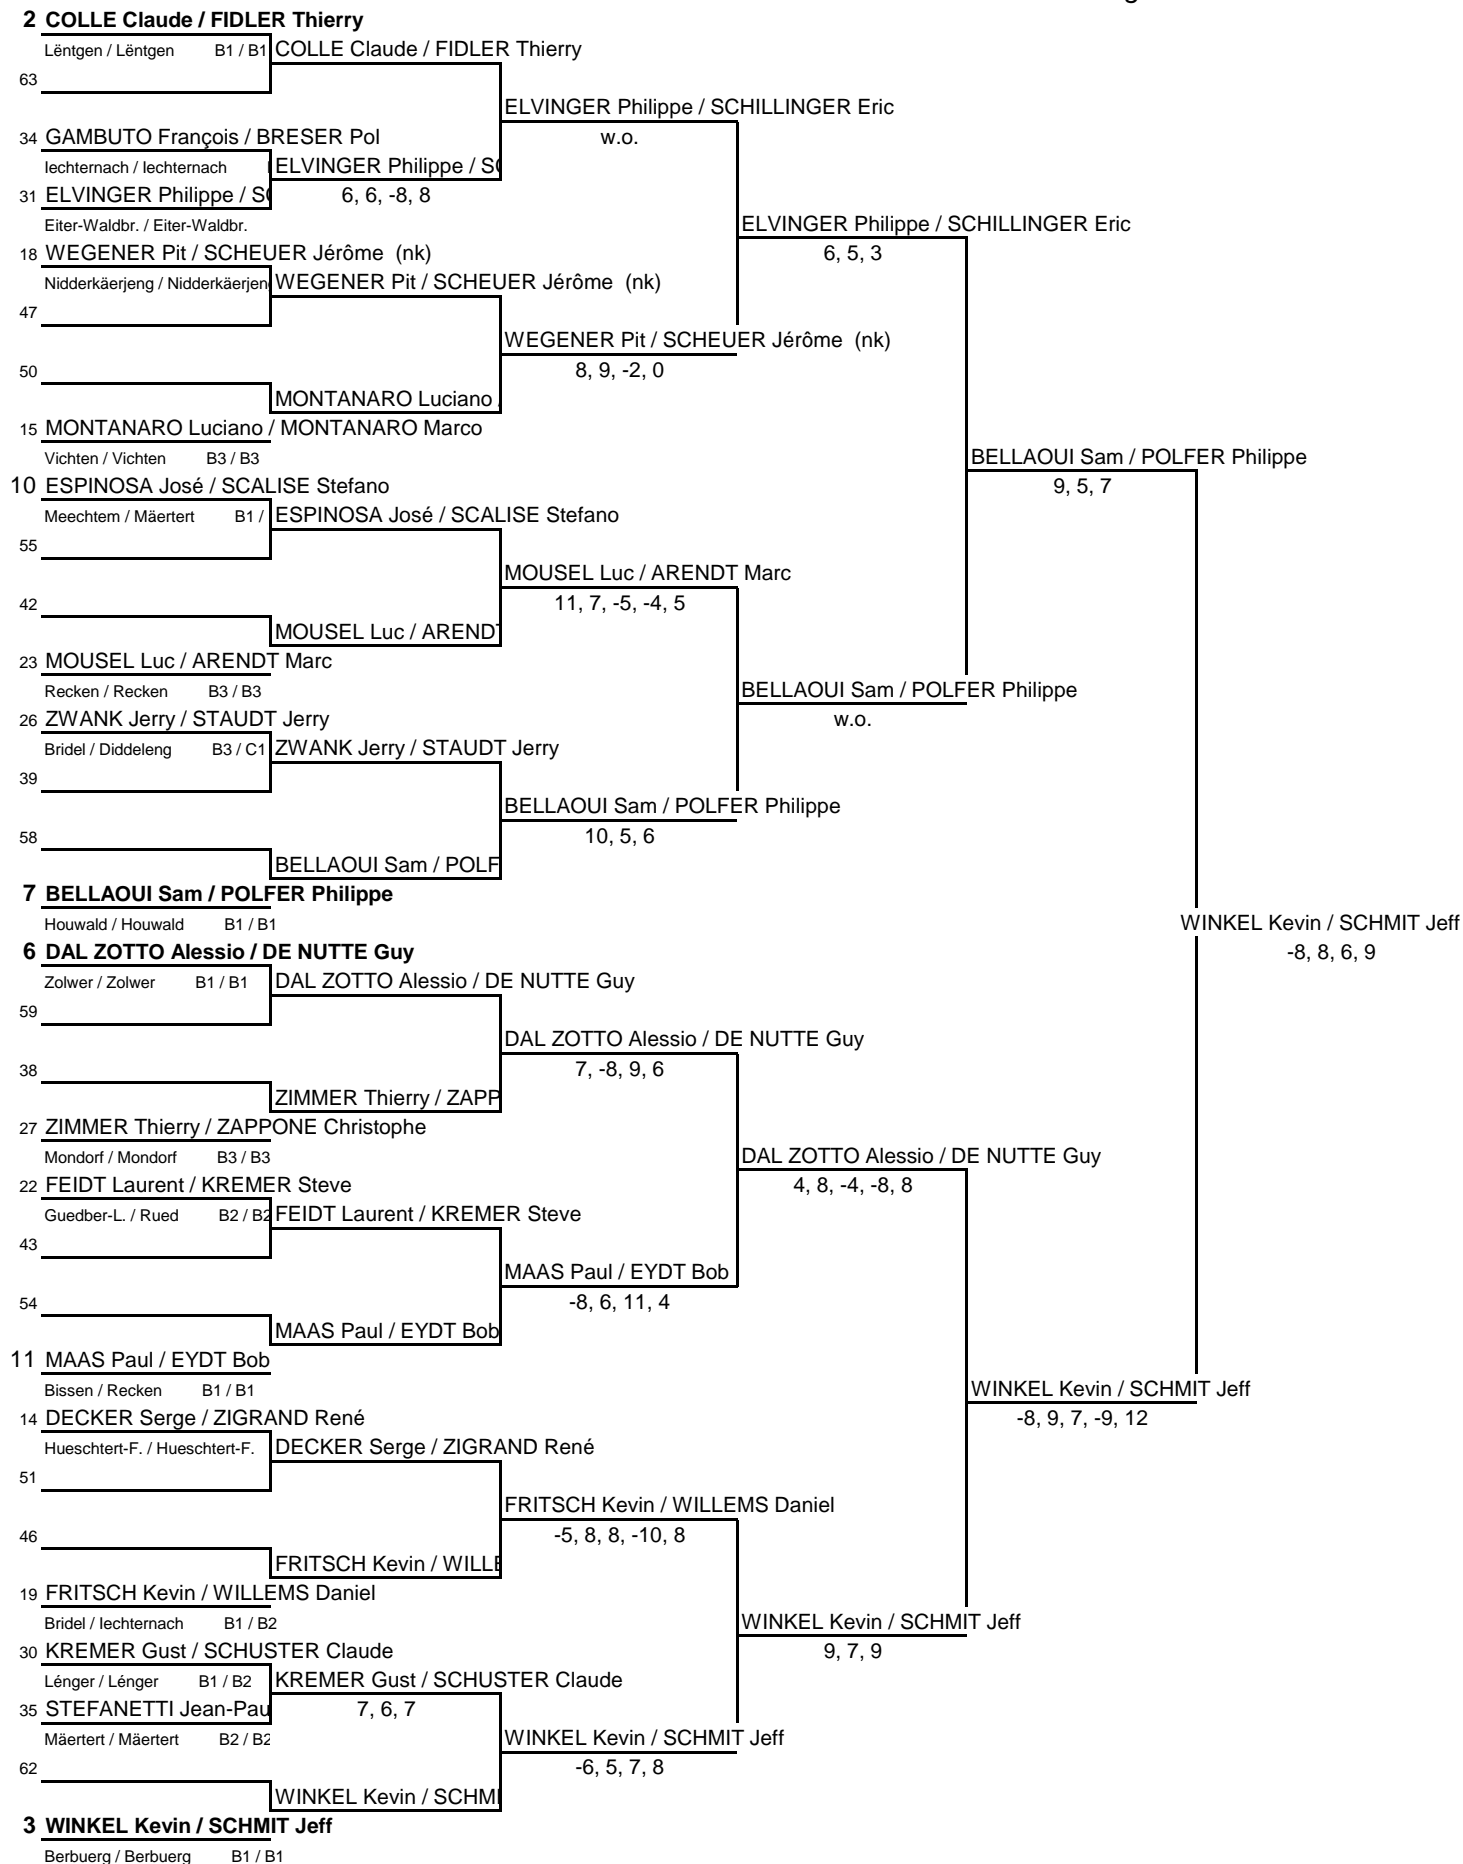 2 COLLE Claude / FIDLER Thierry
Lëntgen / Lëntgen B1 / B1 COLLE Claude / FIDLER Thierry
63
ELVINGER Philippe / SCHILLINGER Eric
34 GAMBUTO François / BRESER Pol w.o.
Iechternach / Iechternach ELVINGER Philippe / SC
31 ELVINGER Philippe / SC 6, 6, -8, 8
Eiter-Waldbr. / Eiter-Waldbr. ELVINGER Philippe / SCHILLINGER Eric
18 WEGENER Pit / SCHEUER Jérôme (nk) 6, 5, 3
Nidderkäerjeng / Nidderkäerjeng WEGENER Pit / SCHEUER Jérôme (nk)
47
WEGENER Pit / SCHEUER Jérôme (nk)
50 8, 9, -2, 0
MONTANARO Luciano /
15 MONTANARO Luciano / MONTANARO Marco
Vichten / Vichten B3 / B3 BELLAOUI Sam / POLFER Philippe
10 ESPINOSA José / SCALISE Stefano 9, 5, 7
Meechtem / Mäertert B1 / ESPINOSA José / SCALISE Stefano
55
MOUSEL Luc / ARENDT Marc
42 11, 7, -5, -4, 5
MOUSEL Luc / ARENDT
23 MOUSEL Luc / ARENDT Marc
Recken / Recken B3 / B3 BELLAOUI Sam / POLFER Philippe
26 ZWANK Jerry / STAUDT Jerry w.o.
Bridel / Diddeleng B3 / C1 ZWANK Jerry / STAUDT Jerry
39
BELLAOUI Sam / POLFER Philippe
58 10, 5, 6
BELLAOUI Sam / POLF
7 BELLAOUI Sam / POLFER Philippe
Houwald / Houwald B1 / B1 WINKEL Kevin / SCHMIT Jeff
6 DAL ZOTTO Alessio / DE NUTTE Guy -8, 8, 6, 9
Zolwer / Zolwer B1 / B1 DAL ZOTTO Alessio / DE NUTTE Guy
59
DAL ZOTTO Alessio / DE NUTTE Guy
38 7, -8, 9, 6
ZIMMER Thierry / ZAPP
27 ZIMMER Thierry / ZAPPONE Christophe
Mondorf / Mondorf B3 / B3 DAL ZOTTO Alessio / DE NUTTE Guy
22 FEIDT Laurent / KREMER Steve 4, 8, -4, -8, 8
Guedber-L. / Rued B2 / B2 FEIDT Laurent / KREMER Steve
43
MAAS Paul / EYDT Bob
54 -8, 6, 11, 4
MAAS Paul / EYDT Bob
11 MAAS Paul / EYDT Bob
Bissen / Recken B1 / B1 WINKEL Kevin / SCHMIT Jeff
14 DECKER Serge / ZIGRAND René -8, 9, 7, -9, 12
Hueschtert-F. / Hueschtert-F. DECKER Serge / ZIGRAND René
51
FRITSCH Kevin / WILLEMS Daniel
46 -5, 8, 8, -10, 8
FRITSCH Kevin / WILLE
19 FRITSCH Kevin / WILLEMS Daniel
Bridel / Iechternach B1 / B2 WINKEL Kevin / SCHMIT Jeff
30 KREMER Gust / SCHUSTER Claude 9, 7, 9
Lénger / Lénger B1 / B2 KREMER Gust / SCHUSTER Claude
35 STEFANETTI Jean-Pau 7, 6, 7
Mäertert / Mäertert B2 / B2 WINKEL Kevin / SCHMIT Jeff
62 -6, 5, 7, 8
WINKEL Kevin / SCHMI
3 WINKEL Kevin / SCHMIT Jeff
Berbuerg / Berbuerg B1 / B1